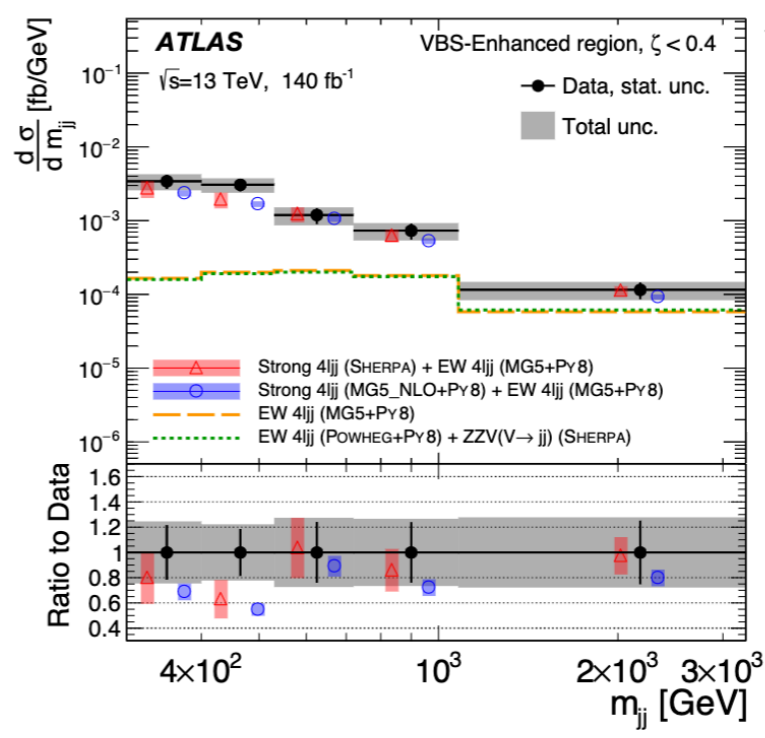 ATLAS VBS-Enhanced region, ζ < 0.4
√s=13 TeV, 140 fb⁻¹
Data, stat. unc.
Total unc.
d σ / d m_jj [fb/GeV]
10⁻¹
10⁻²
10⁻³
10⁻⁴
10⁻⁵
10⁻⁶
Strong 4ljj (SHERPA) + EW 4ljj (MG5+PY8)
Strong 4ljj (MG5_NLO+PY8) + EW 4ljj (MG5+PY8)
EW 4ljj (MG5+PY8)
EW 4ljj (POWHEG+PY8) + ZZV(V→ jj) (SHERPA)
Ratio to Data
1.6
1.4
1.2
1
0.8
0.6
0.4
4×10² 10³ 2×10³ 3×10³
m_jj [GeV]